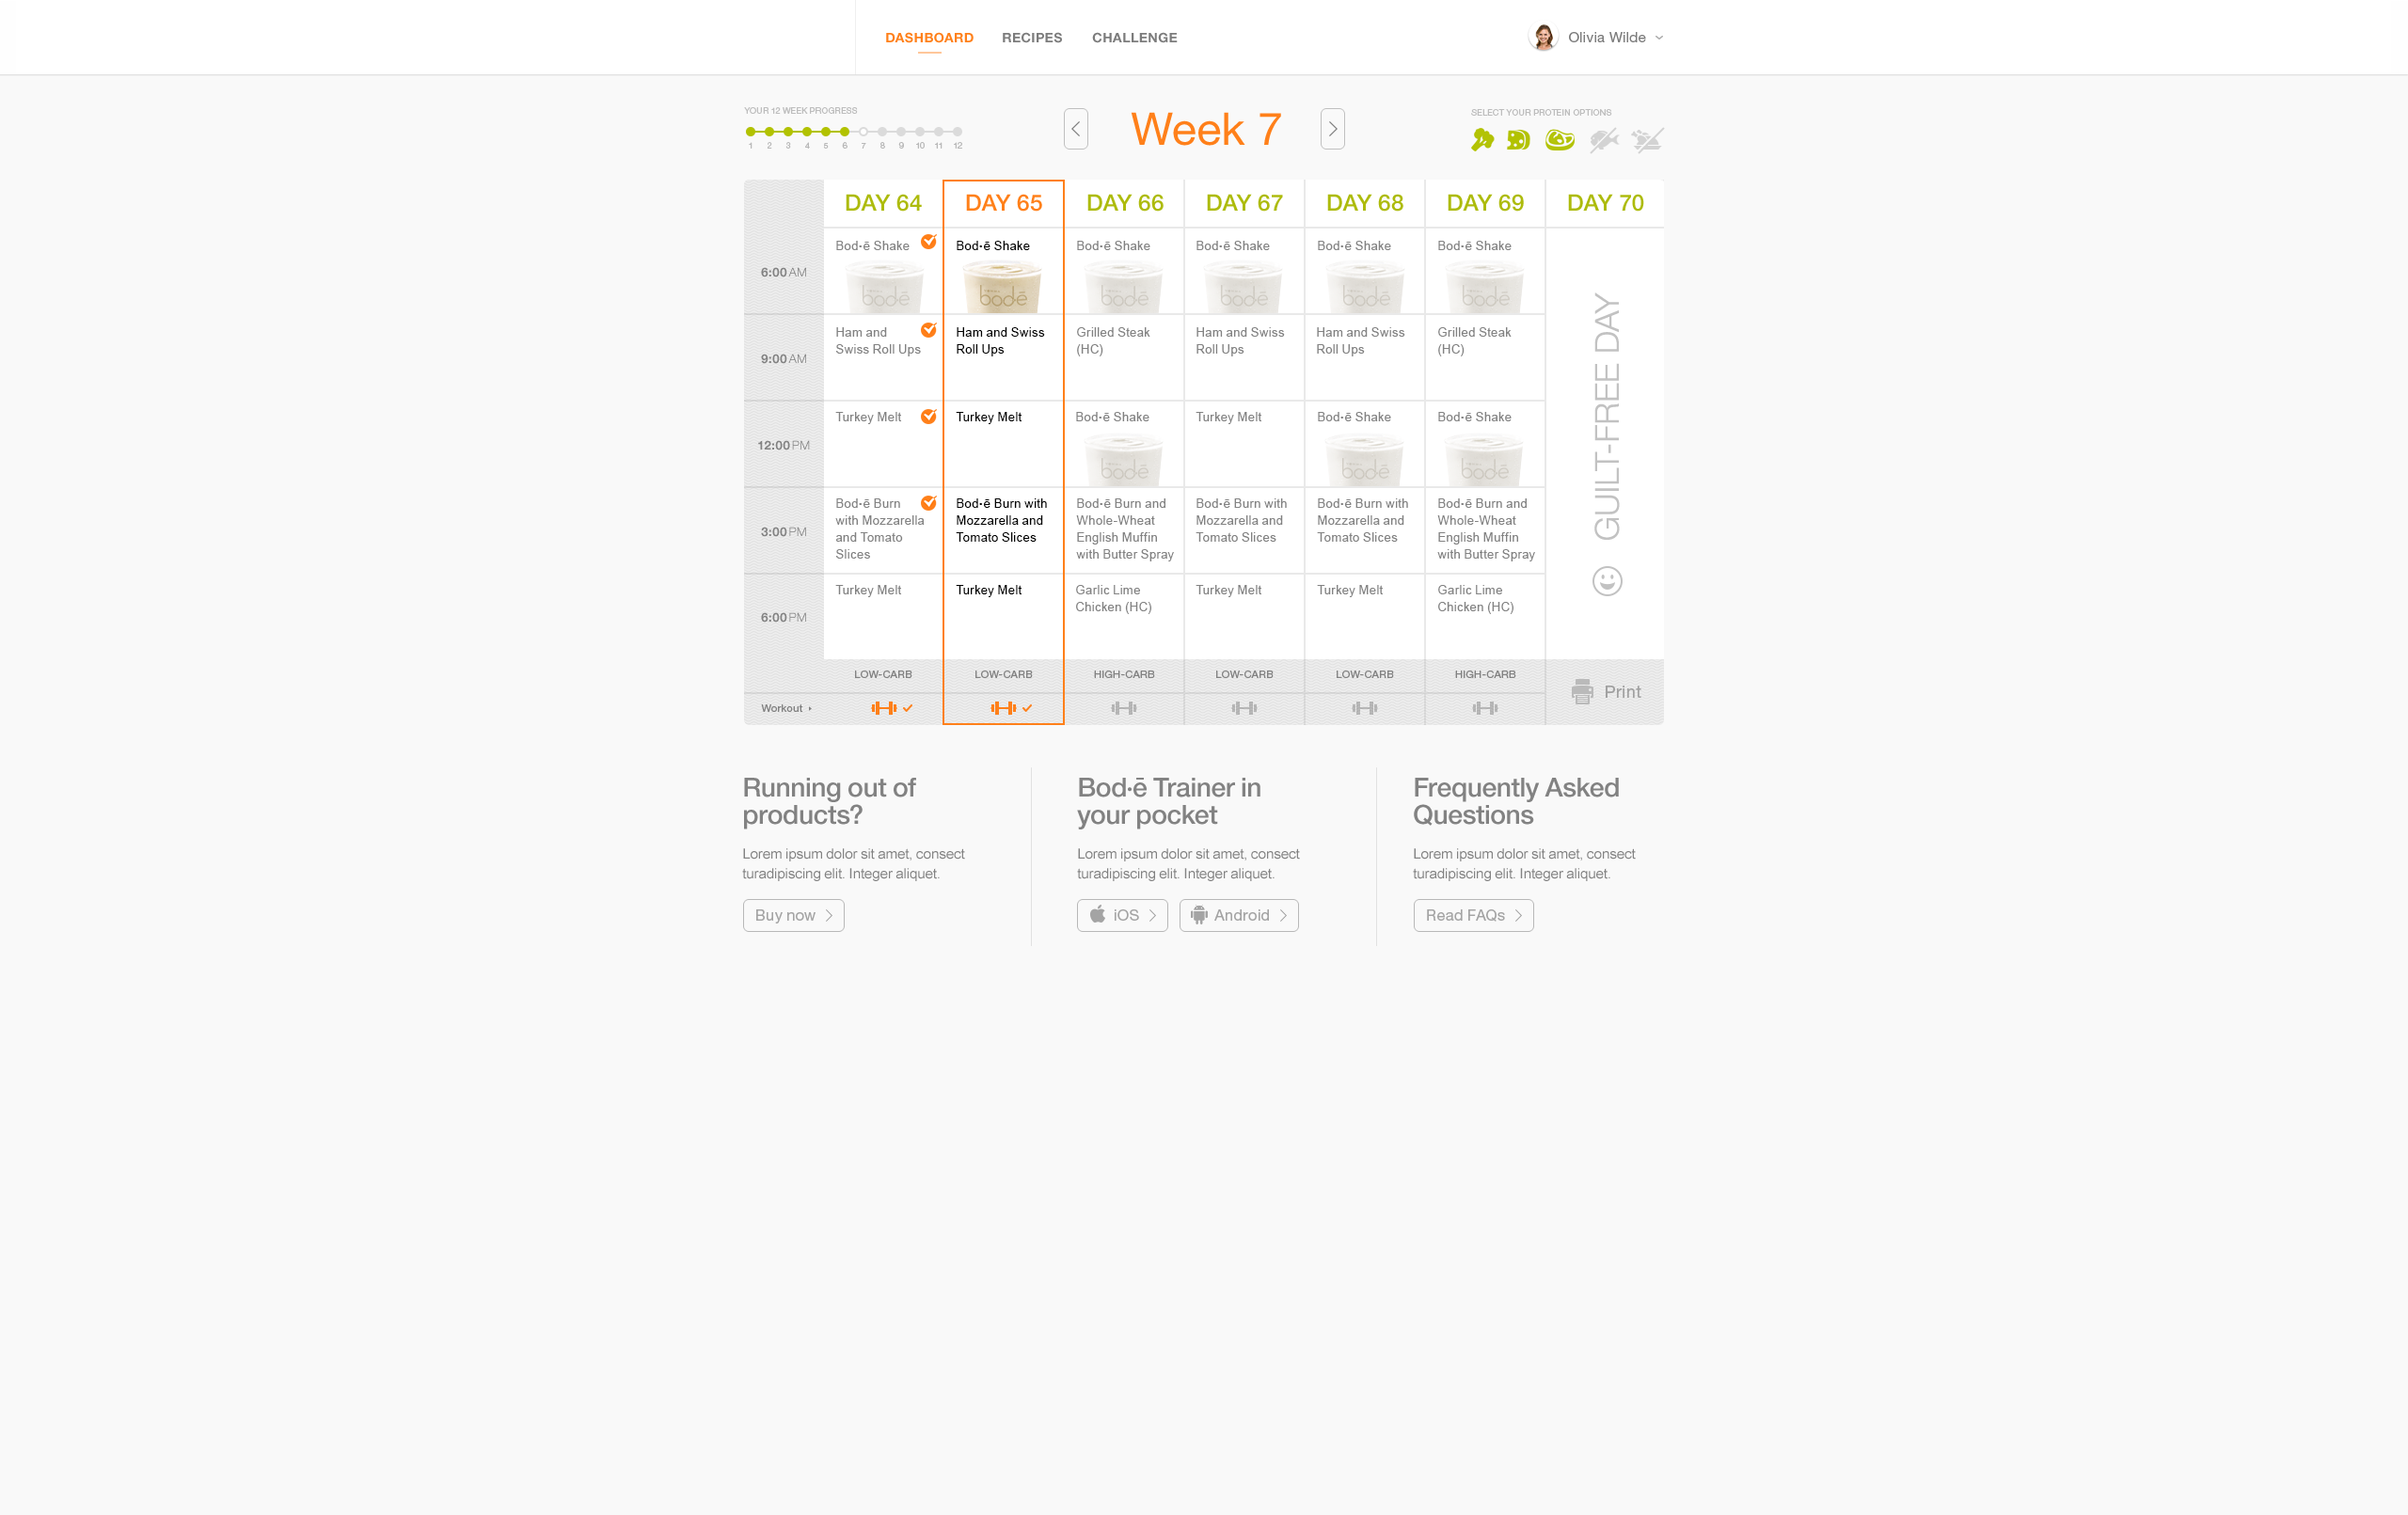 DASHBOARD RECIPES CHALLENGE Olivia Wilde
YOUR 12 WEEK PROGRESS
1 2 3 4 5 6 7 8 9 10 11 12
Week 7
SELECT YOUR PROTEIN OPTIONS
DAY 64 DAY 65 DAY 66 DAY 67 DAY 68 DAY 69 DAY 70
6:00 AM
Bod•ē Shake Bod•ē Shake Bod•ē Shake Bod•ē Shake Bod•ē Shake Bod•ē Shake
bodē bodē bodē bodē bodē bodē
9:00 AM
Ham and Ham and Swiss Grilled Steak Ham and Swiss Ham and Swiss Grilled Steak
Swiss Roll Ups Roll Ups (HC) Roll Ups Roll Ups (HC)
12:00 PM
Turkey Melt Turkey Melt Bod•ē Shake Turkey Melt Bod•ē Shake Bod•ē Shake
bodē bodē bodē
3:00 PM
Bod•ē Burn Bod•ē Burn with Bod•ē Burn and Bod•ē Burn with Bod•ē Burn with Bod•ē Burn and
with Mozzarella Mozzarella and Whole-Wheat Mozzarella and Mozzarella and Whole-Wheat
and Tomato Tomato Slices English Muffin Tomato Slices Tomato Slices English Muffin
Slices with Butter Spray with Butter Spray
6:00 PM
Turkey Melt Turkey Melt Garlic Lime Turkey Melt Turkey Melt Garlic Lime
Chicken (HC) Chicken (HC)
GUILT-FREE DAY
LOW-CARB LOW-CARB HIGH-CARB LOW-CARB LOW-CARB HIGH-CARB
Workout
Print
Running out of
products?
Lorem ipsum dolor sit amet, consect
turadipiscing elit. Integer aliquet.
Buy now
Bod•ē Trainer in
your pocket
Lorem ipsum dolor sit amet, consect
turadipiscing elit. Integer aliquet.
iOS Android
Frequently Asked
Questions
Lorem ipsum dolor sit amet, consect
turadipiscing elit. Integer aliquet.
Read FAQs